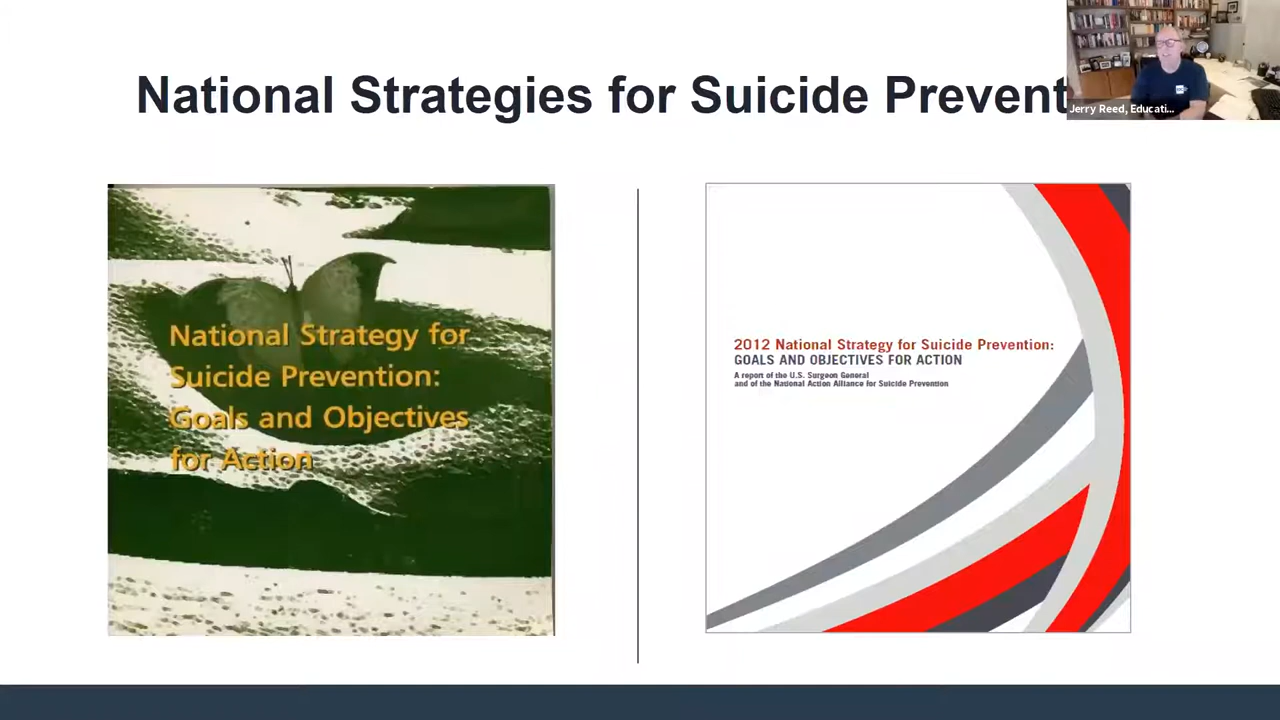 National Strategies for Suicide Prevent
Jerry Reed, Educati...
National Strategy for
Suicide Prevention:
Goals and Objectives
for Action
2012 National Strategy for Suicide Prevention:
GOALS AND OBJECTIVES FOR ACTION
A report of the U.S. Surgeon General
and of the National Action Alliance for Suicide Prevention